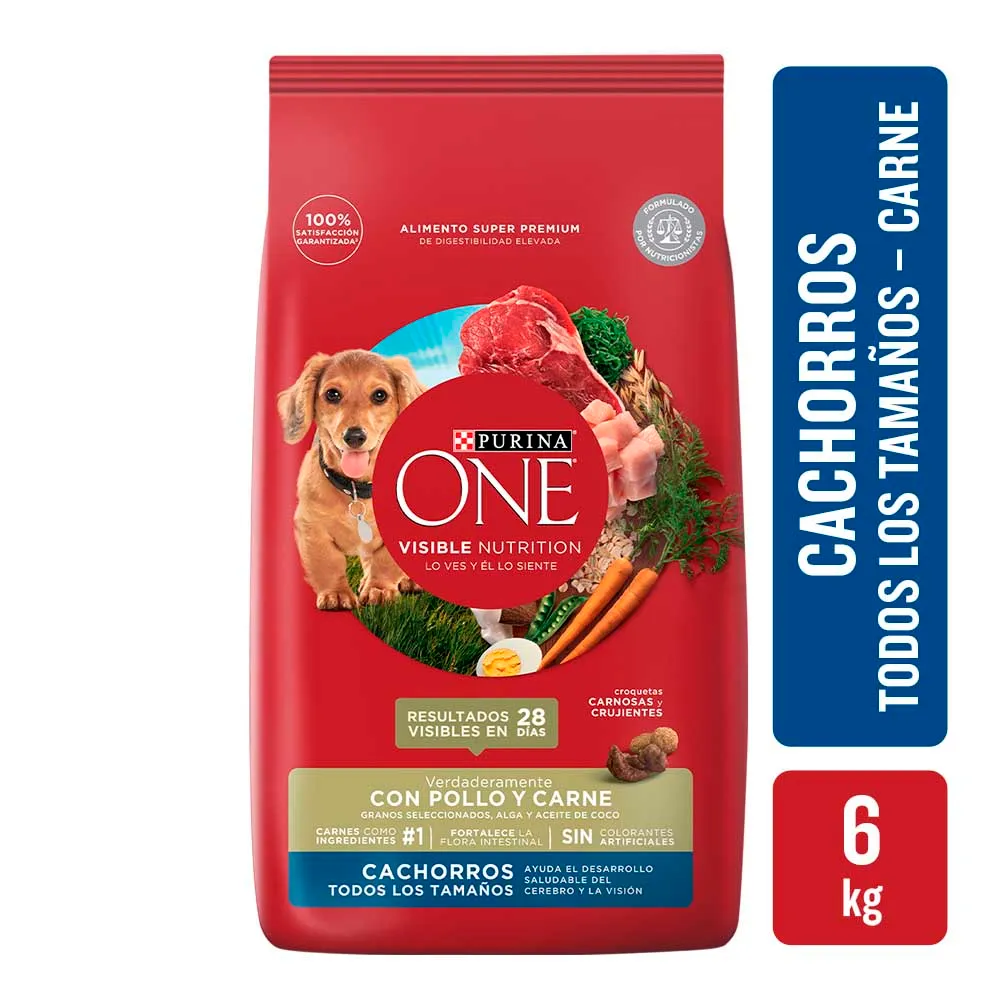 100%
SATISFACCIÓN
GARANTIZADA
ALIMENTO SUPER PREMIUM
DE DIGESTIBILIDAD ELEVADA
FORMULADO
POR NUTRICIONISTAS
PURINA
ONE
VISIBLE NUTRITION
LO VES Y ÉL LO SIENTE
croquetas
CARNOSAS y
CRUJIENTES
RESULTADOS
VISIBLES EN
28
DÍAS
Verdaderamente
CON POLLO Y CARNE
GRANOS SELECCIONADOS, ALGA Y ACEITE DE COCO
CARNES COMO
INGREDIENTES
#1
FORTALECE LA
FLORA INTESTINAL
SIN
COLORANTES
ARTIFICIALES
CACHORROS
TODOS LOS TAMAÑOS
AYUDA EL DESARROLLO
SALUDABLE DEL
CEREBRO Y LA VISIÓN
CACHORROS
TODOS LOS TAMAÑOS – CARNE
6
kg